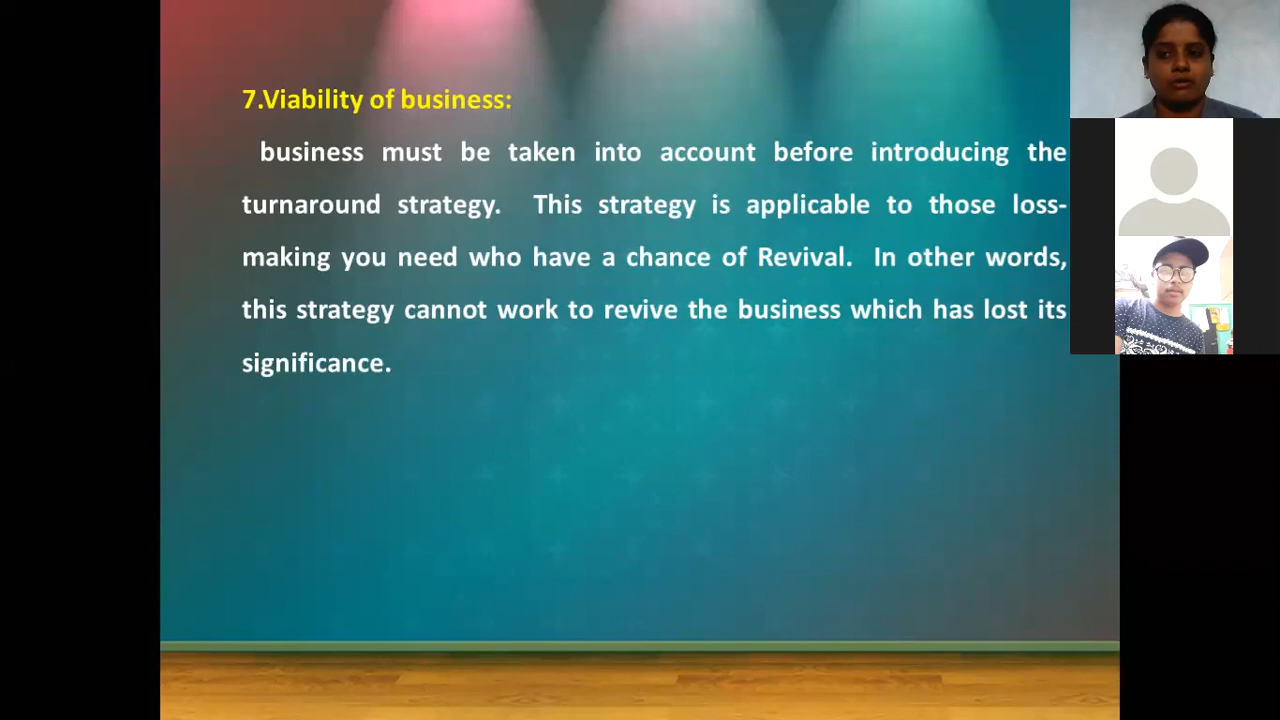 7.Viability of business:
business must be taken into account before introducing the
turnaround strategy. This strategy is applicable to those loss-
making you need who have a chance of Revival. In other words,
this strategy cannot work to revive the business which has lost its
significance.